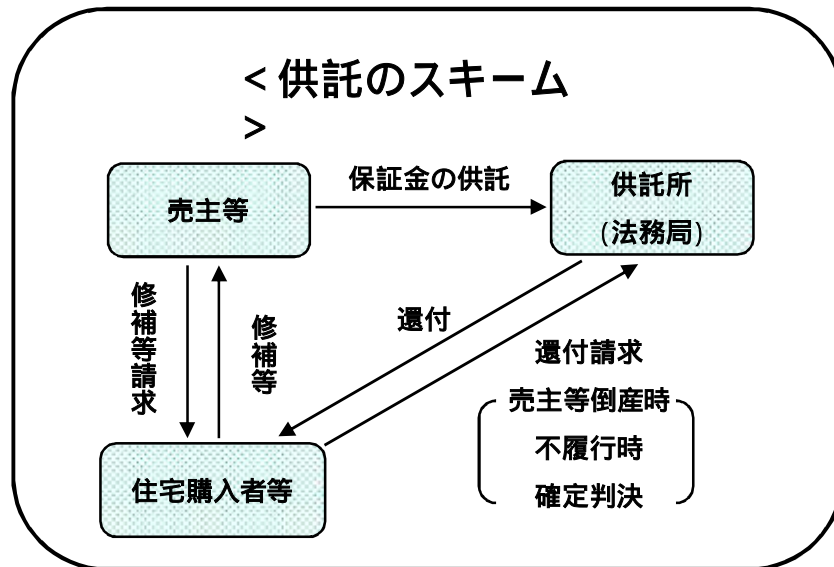 <供託のスキーム
>
保証金の供託
売主等
供託所
(法務局)
修補等請求
修補等
還付
還付請求
売主等倒産時
不履行時
確定判決
住宅購入者等